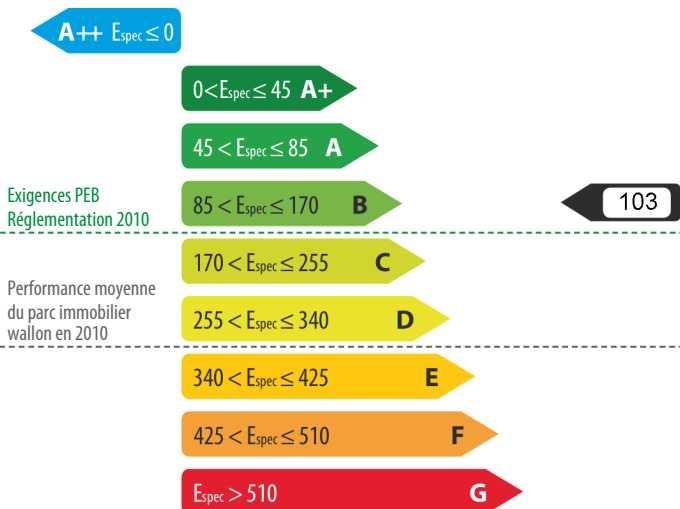 A++ Espec ≤ 0
0<Espec ≤ 45 A+
45 < Espec ≤ 85 A
Exigences PEB
Réglementation 2010
85 < Espec ≤ 170 B
103
170 < Espec ≤ 255 C
Performance moyenne
du parc immobilier
wallon en 2010
255 < Espec ≤ 340 D
340 < Espec ≤ 425 E
425 < Espec ≤ 510 F
Espec > 510 G